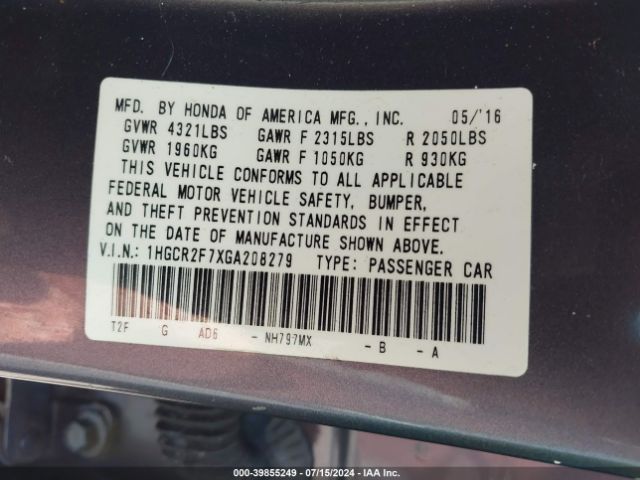 MFD. BY HONDA OF AMERICA MFG., INC. 05/'16
GVWR 4321LBS GAWR F 2315LBS R 2050LBS
GVWR 1960KG GAWR F 1050KG R 930KG
THIS VEHICLE CONFORMS TO ALL APPLICABLE
FEDERAL MOTOR VEHICLE SAFETY, BUMPER,
AND THEFT PREVENTION STANDARDS IN EFFECT
ON THE DATE OF MANUFACTURE SHOWN ABOVE.
V.I.N.: 1HGCR2F7XGA208279 TYPE: PASSENGER CAR
T2F G AD6 - NH797MX - B - A
000-39855249 - 07/15/2024 - IAA Inc.